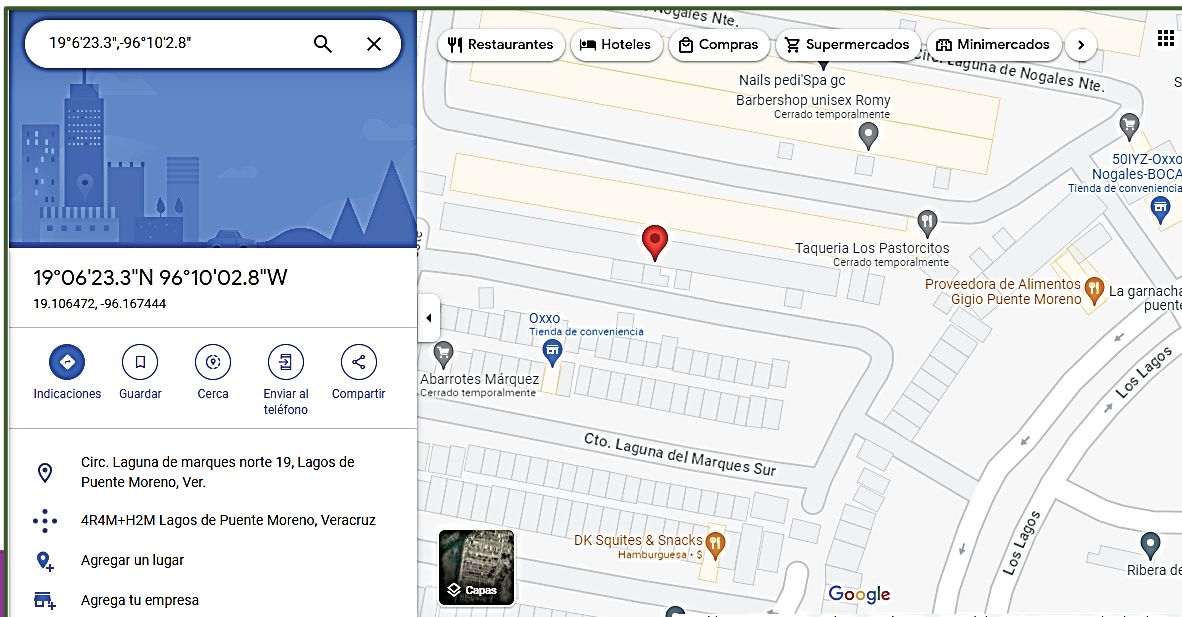 19°6'23.3",-96°10'2.8"
19°06'23.3"N 96°10'02.8"W
19.106472, -96.167444
Indicaciones
Guardar
Cerca
Enviar al
teléfono
Compartir
Circ. Laguna de marques norte 19, Lagos de
Puente Moreno, Ver.
4R4M+H2M Lagos de Puente Moreno, Veracruz
Agregar un lugar
Agrega tu empresa
Nogales Nte.
Restaurantes
Hoteles
Compras
Supermercados
Minimercados
Circ. Laguna de Nogales Nte.
Nails pedi'Spa gc
Barbershop unisex Romy
Cerrado temporalmente
50IYZ-Oxxo
Nogales-BOCA
Tienda de conveniencia
Taqueria Los Pastorcitos
Cerrado temporalmente
Proveedora de Alimentos
Gigio Puente Moreno
La garnacha
puente
Oxxo
Tienda de conveniencia
Abarrotes Márquez
Cerrado temporalmente
Los Lagos
Cto. Laguna del Marques Sur
DK Squites & Snacks
Hamburguesa • $
Los Lagos
Ribera de
Capas
Google